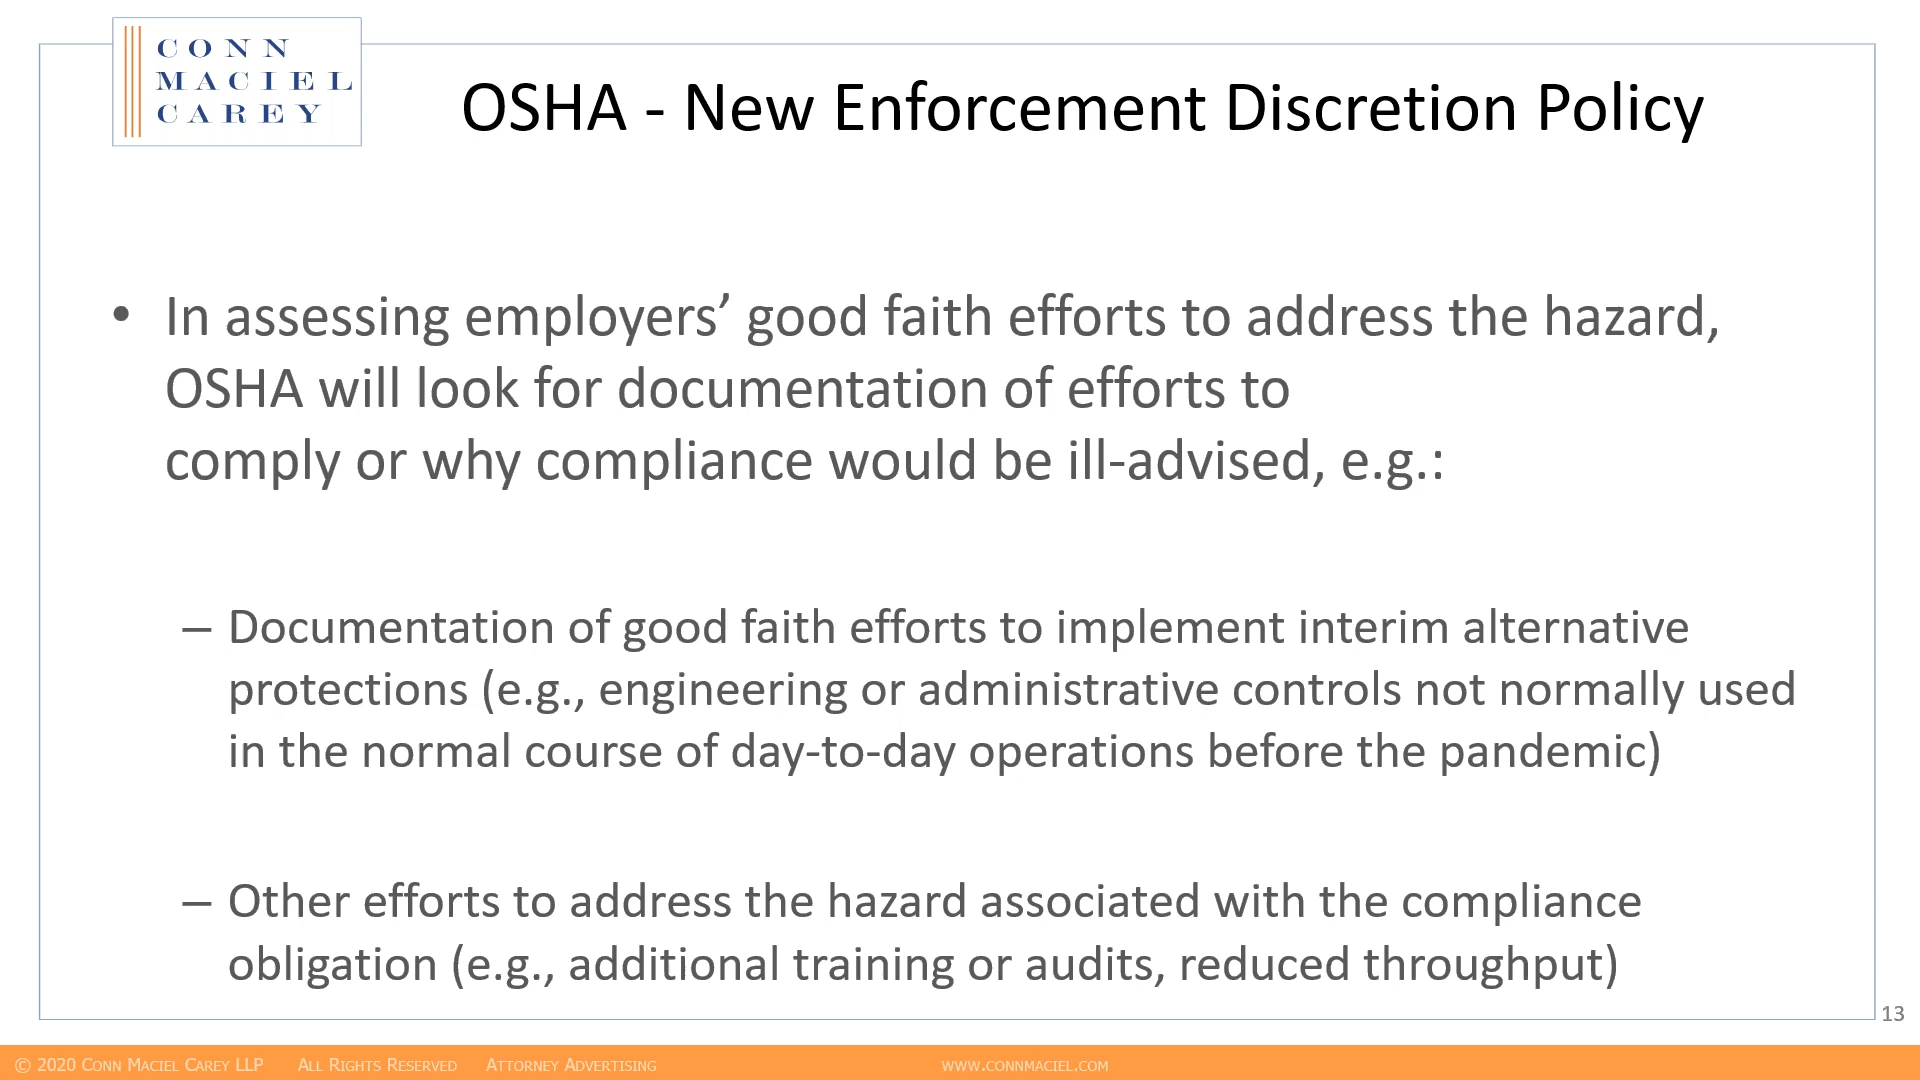 CONN
MACIEL
CAREY
OSHA - New Enforcement Discretion Policy
• In assessing employers’ good faith efforts to address the hazard,
OSHA will look for documentation of efforts to
comply or why compliance would be ill-advised, e.g.:
– Documentation of good faith efforts to implement interim alternative
protections (e.g., engineering or administrative controls not normally used
in the normal course of day-to-day operations before the pandemic)
– Other efforts to address the hazard associated with the compliance
obligation (e.g., additional training or audits, reduced throughput)
13
© 2020 CONN MACIEL CAREY LLP ALL RIGHTS RESERVED ATTORNEY ADVERTISING WWW.CONNMACIEL.COM